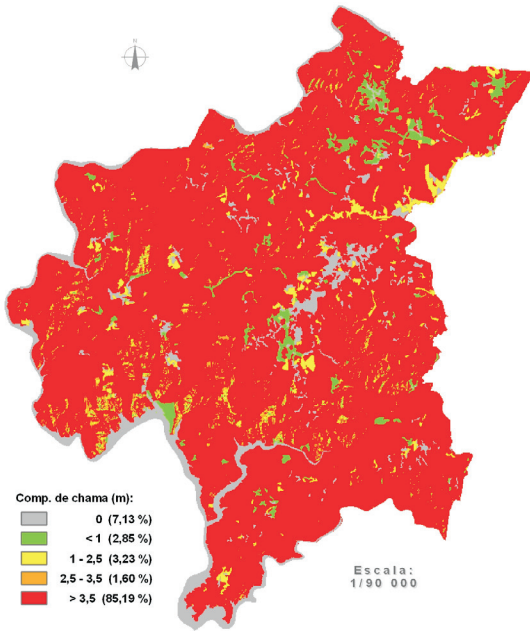 Comp. de chama (m):
0 (7,13 %)
< 1 (2,85 %)
1 - 2,5 (3,23 %)
2,5 - 3,5 (1,60 %)
> 3,5 (85,19 %)
Escala:
1/90 000